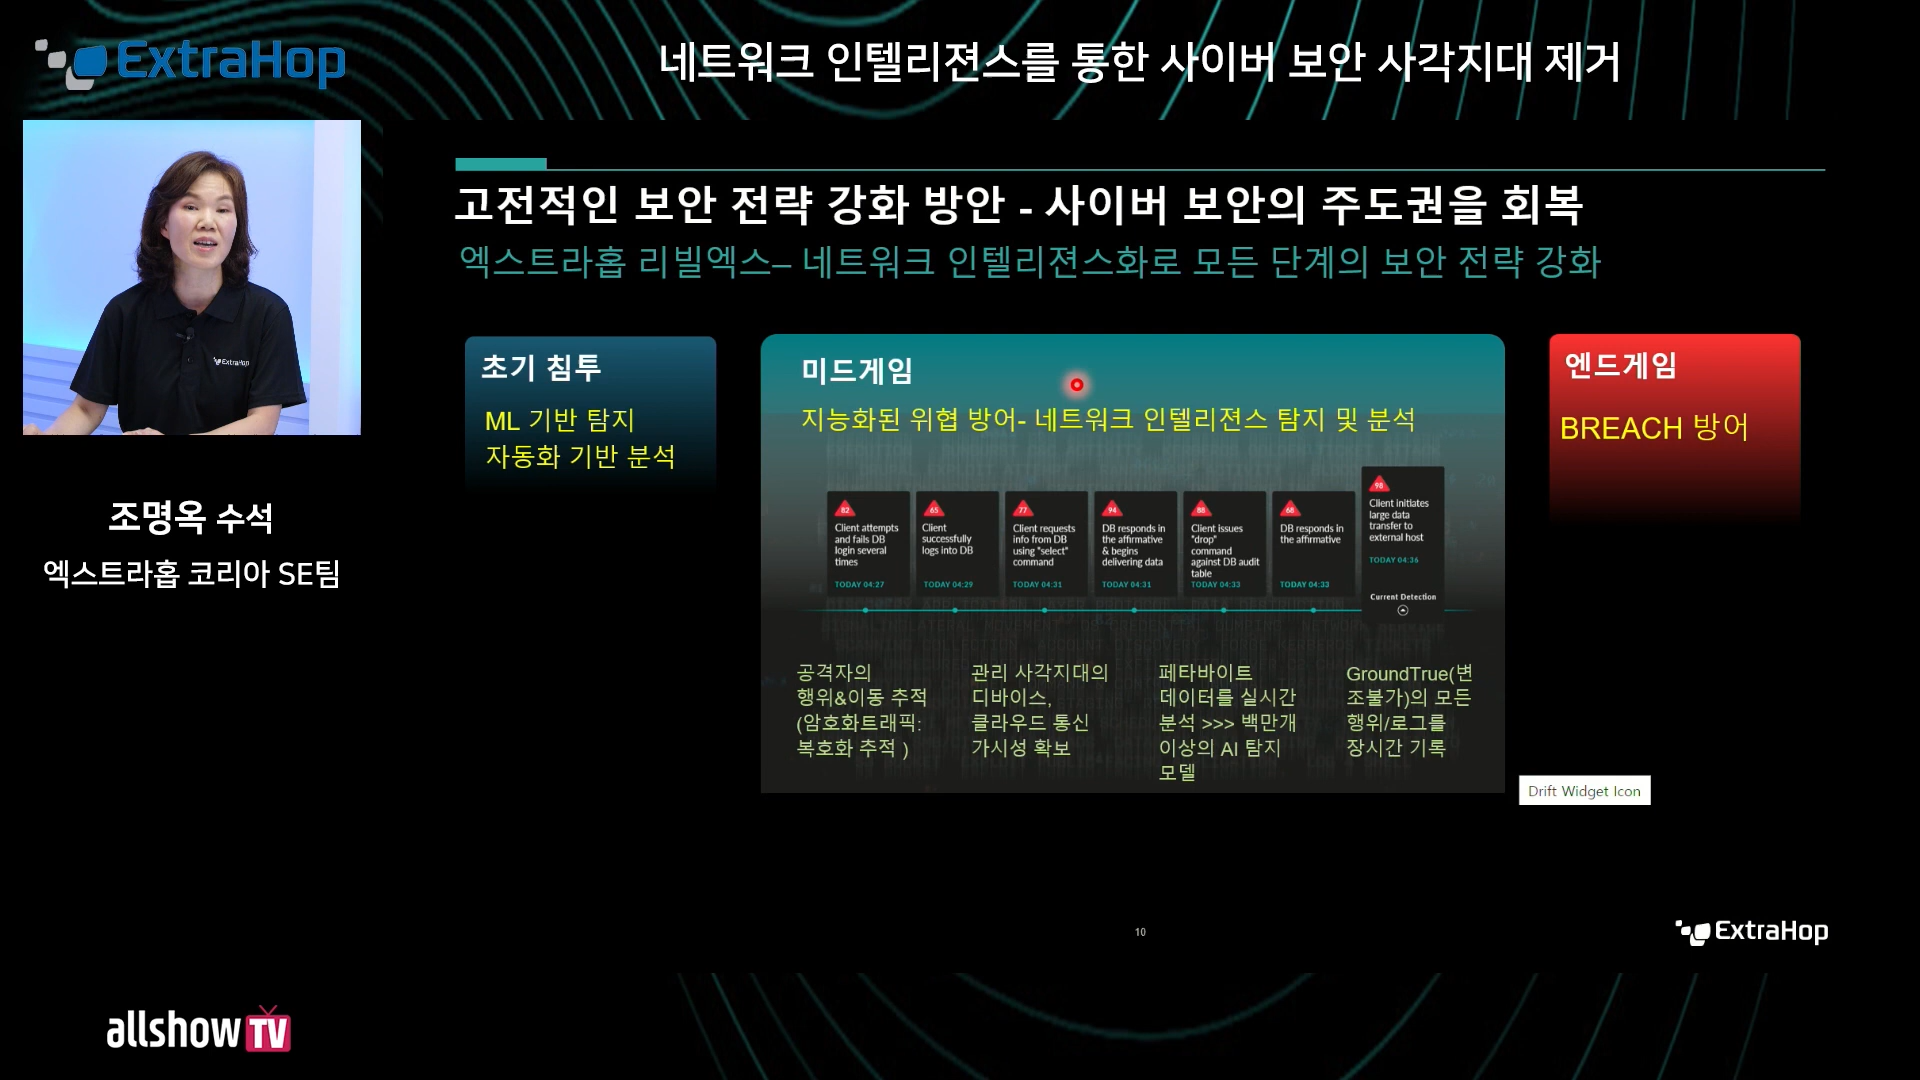 ExtraHop
네트워크 인텔리젼스를 통한 사이버 보안 사각지대 제거
ExtraHop
조명옥 수석
엑스트라홉 코리아 SE팀
고전적인 보안 전략 강화 방안 - 사이버 보안의 주도권을 회복
엑스트라홉 리빌엑스– 네트워크 인텔리젼스화로 모든 단계의 보안 전략 강화
초기 침투
ML 기반 탐지
자동화 기반 분석
미드게임
지능화된 위협 방어- 네트워크 인텔리젼스 탐지 및 분석
82
Client attempts
and fails DB
login several
times
TODAY 04:27
65
Client
successfully
logs into DB
TODAY 04:29
77
Client requests
info from DB
using "select"
command
TODAY 04:31
94
DB responds in
the affirmative
& begins
delivering data
TODAY 04:31
88
Client issues
"drop"
command
against DB audit
table
TODAY 04:33
68
DB responds in
the affirmative
TODAY 04:33
98
Client initiates
large data
transfer to
external host
TODAY 04:36
Current Detection
공격자의
행위&이동 추적
(암호화트래픽:
복호화 추적 )
관리 사각지대의
디바이스,
클라우드 통신
가시성 확보
페타바이트
데이터를 실시간
분석 >>> 백만개
이상의 AI 탐지
모델
GroundTrue(변
조불가)의 모든
행위/로그를
장시간 기록
엔드게임
BREACH 방어
Drift Widget Icon
10
ExtraHop
allshow TV